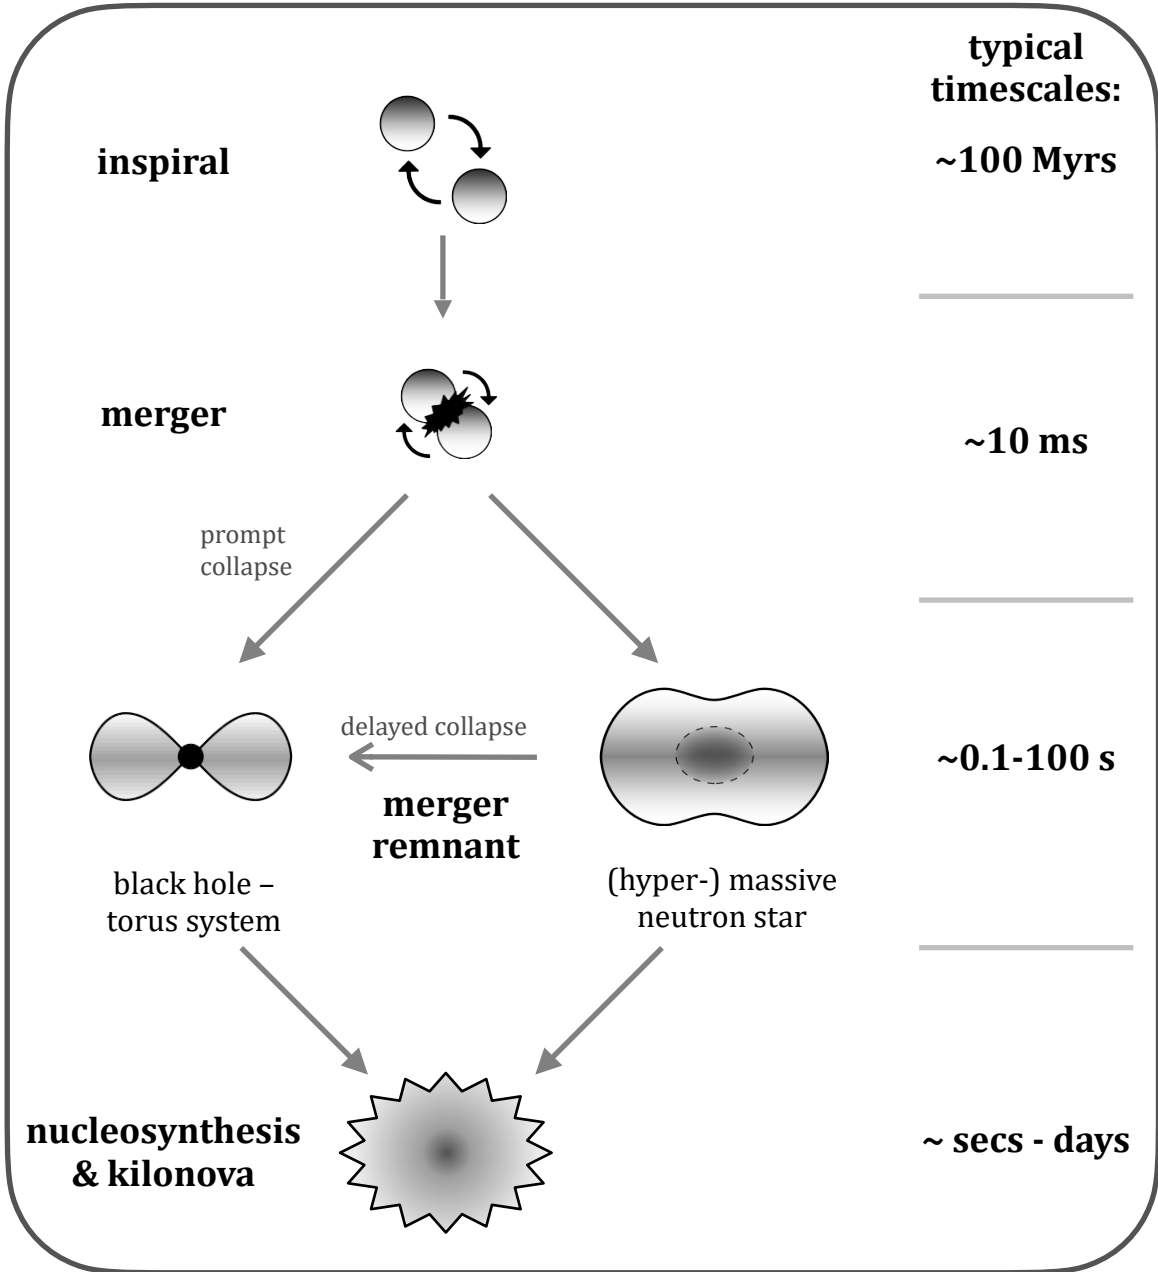 typical
timescales:
inspiral
~100 Myrs
merger
~10 ms
prompt
collapse
delayed collapse
~0.1-100 s
merger
remnant
black hole –
torus system
(hyper-) massive
neutron star
nucleosynthesis
& kilonova
~ secs - days